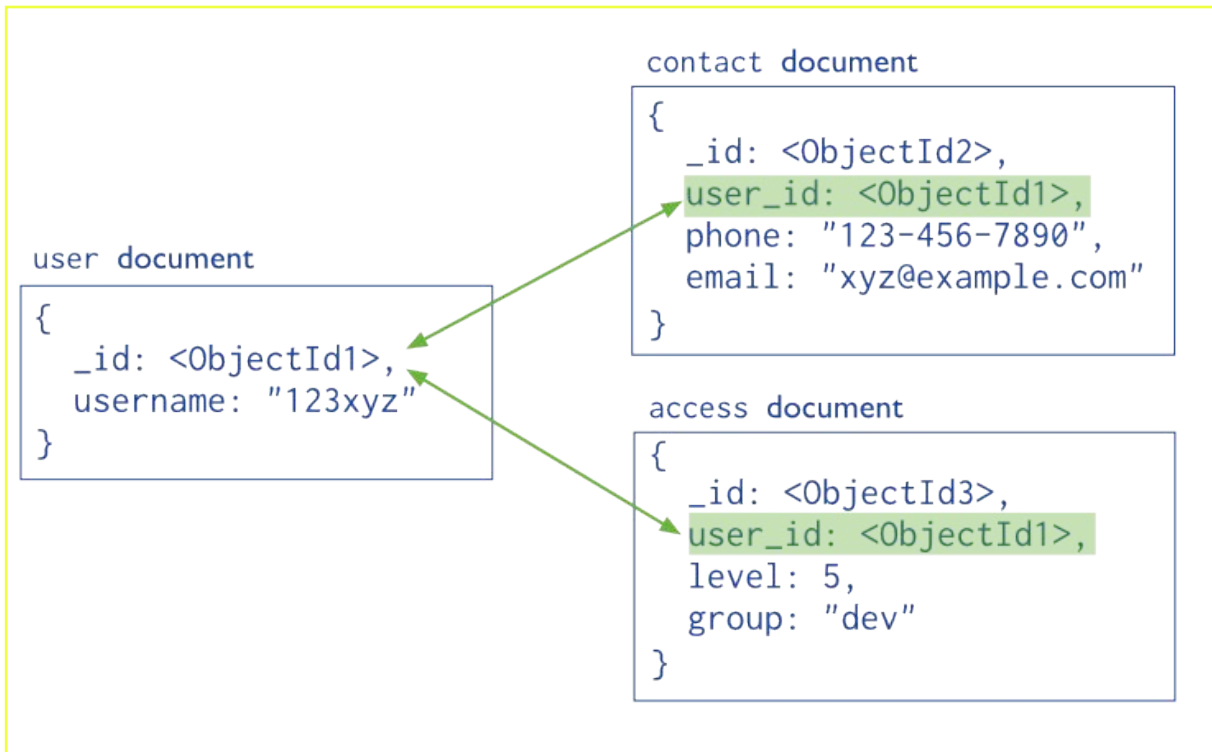 user document
{
  _id: <ObjectId1>,
  username: "123xyz"
}
contact document
{
  _id: <ObjectId2>,
  user_id: <ObjectId1>,
  phone: "123-456-7890",
  email: "xyz@example.com"
}
access document
{
  _id: <ObjectId3>,
  user_id: <ObjectId1>,
  level: 5,
  group: "dev"
}